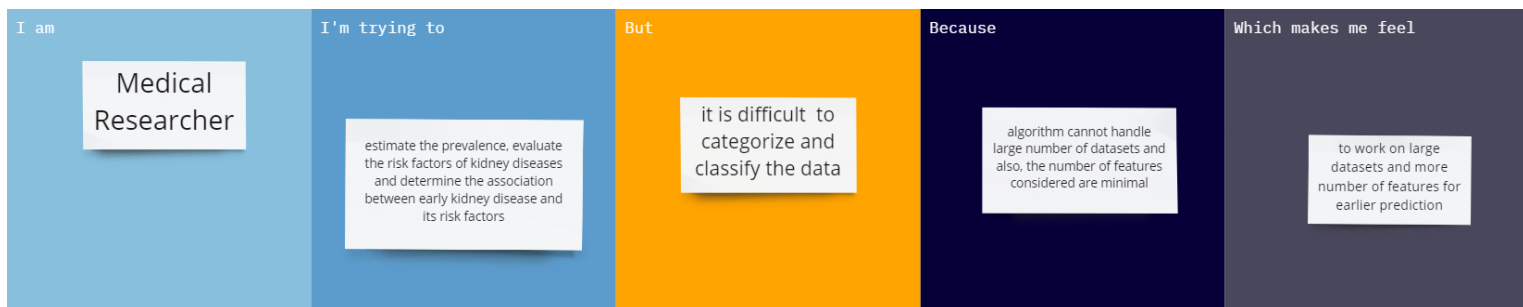 I am
Medical
Researcher
I'm trying to
estimate the prevalence, evaluate
the risk factors of kidney diseases
and determine the association
between early kidney disease and
its risk factors
But
it is difficult to
categorize and
classify the data
Because
algorithm cannot handle
large number of datasets and
also, the number of features
considered are minimal
Which makes me feel
to work on large
datasets and more
number of features for
earlier prediction